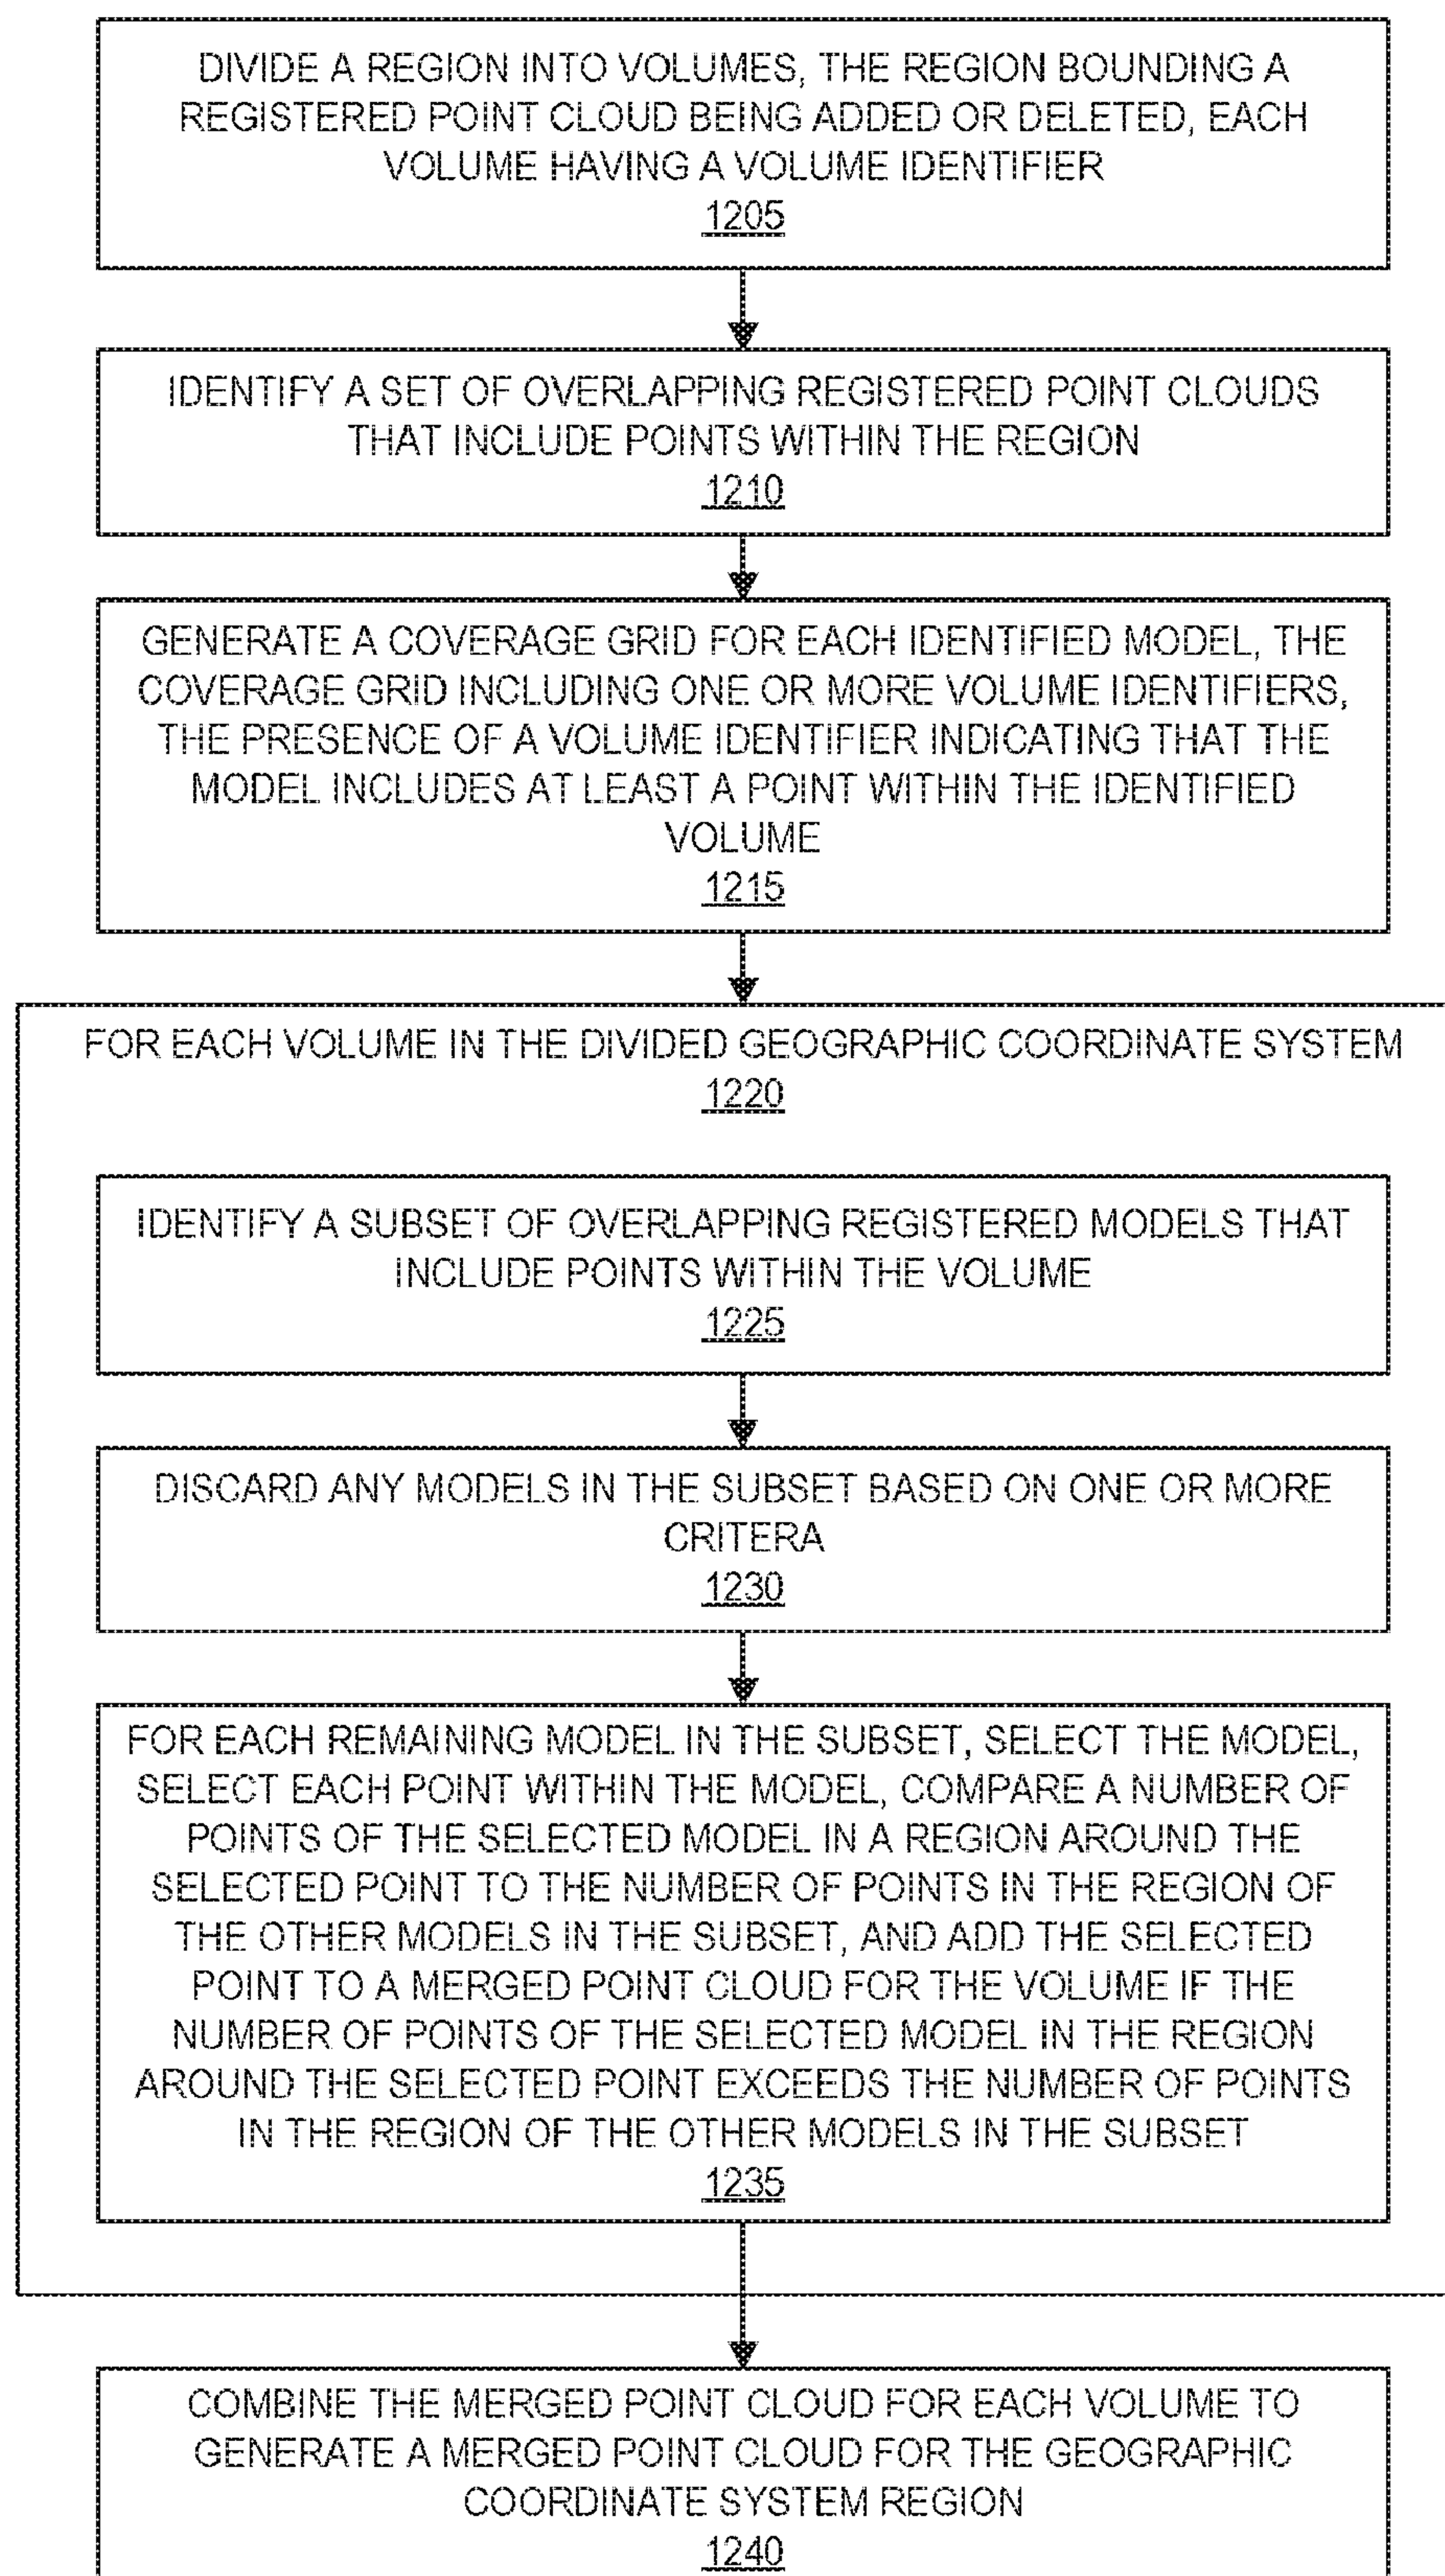 DIVIDE A REGION INTO VOLUMES, THE REGION BOUNDING A
REGISTERED POINT CLOUD BEING ADDED OR DELETED, EACH
VOLUME HAVING A VOLUME IDENTIFIER
1205
IDENTIFY A SET OF OVERLAPPING REGISTERED POINT CLOUDS
THAT INCLUDE POINTS WITHIN THE REGION
1210
GENERATE A COVERAGE GRID FOR EACH IDENTIFIED MODEL, THE
COVERAGE GRID INCLUDING ONE OR MORE VOLUME IDENTIFIERS,
THE PRESENCE OF A VOLUME IDENTIFIER INDICATING THAT THE
MODEL INCLUDES AT LEAST A POINT WITHIN THE IDENTIFIED
VOLUME
1215
FOR EACH VOLUME IN THE DIVIDED GEOGRAPHIC COORDINATE SYSTEM
1220
IDENTIFY A SUBSET OF OVERLAPPING REGISTERED MODELS THAT
INCLUDE POINTS WITHIN THE VOLUME
1225
DISCARD ANY MODELS IN THE SUBSET BASED ON ONE OR MORE
CRITERA
1230
FOR EACH REMAINING MODEL IN THE SUBSET, SELECT THE MODEL,
SELECT EACH POINT WITHIN THE MODEL, COMPARE A NUMBER OF
POINTS OF THE SELECTED MODEL IN A REGION AROUND THE
SELECTED POINT TO THE NUMBER OF POINTS IN THE REGION OF
THE OTHER MODELS IN THE SUBSET, AND ADD THE SELECTED
POINT TO A MERGED POINT CLOUD FOR THE VOLUME IF THE
NUMBER OF POINTS OF THE SELECTED MODEL IN THE REGION
AROUND THE SELECTED POINT EXCEEDS THE NUMBER OF POINTS
IN THE REGION OF THE OTHER MODELS IN THE SUBSET
1235
COMBINE THE MERGED POINT CLOUD FOR EACH VOLUME TO
GENERATE A MERGED POINT CLOUD FOR THE GEOGRAPHIC
COORDINATE SYSTEM REGION
1240